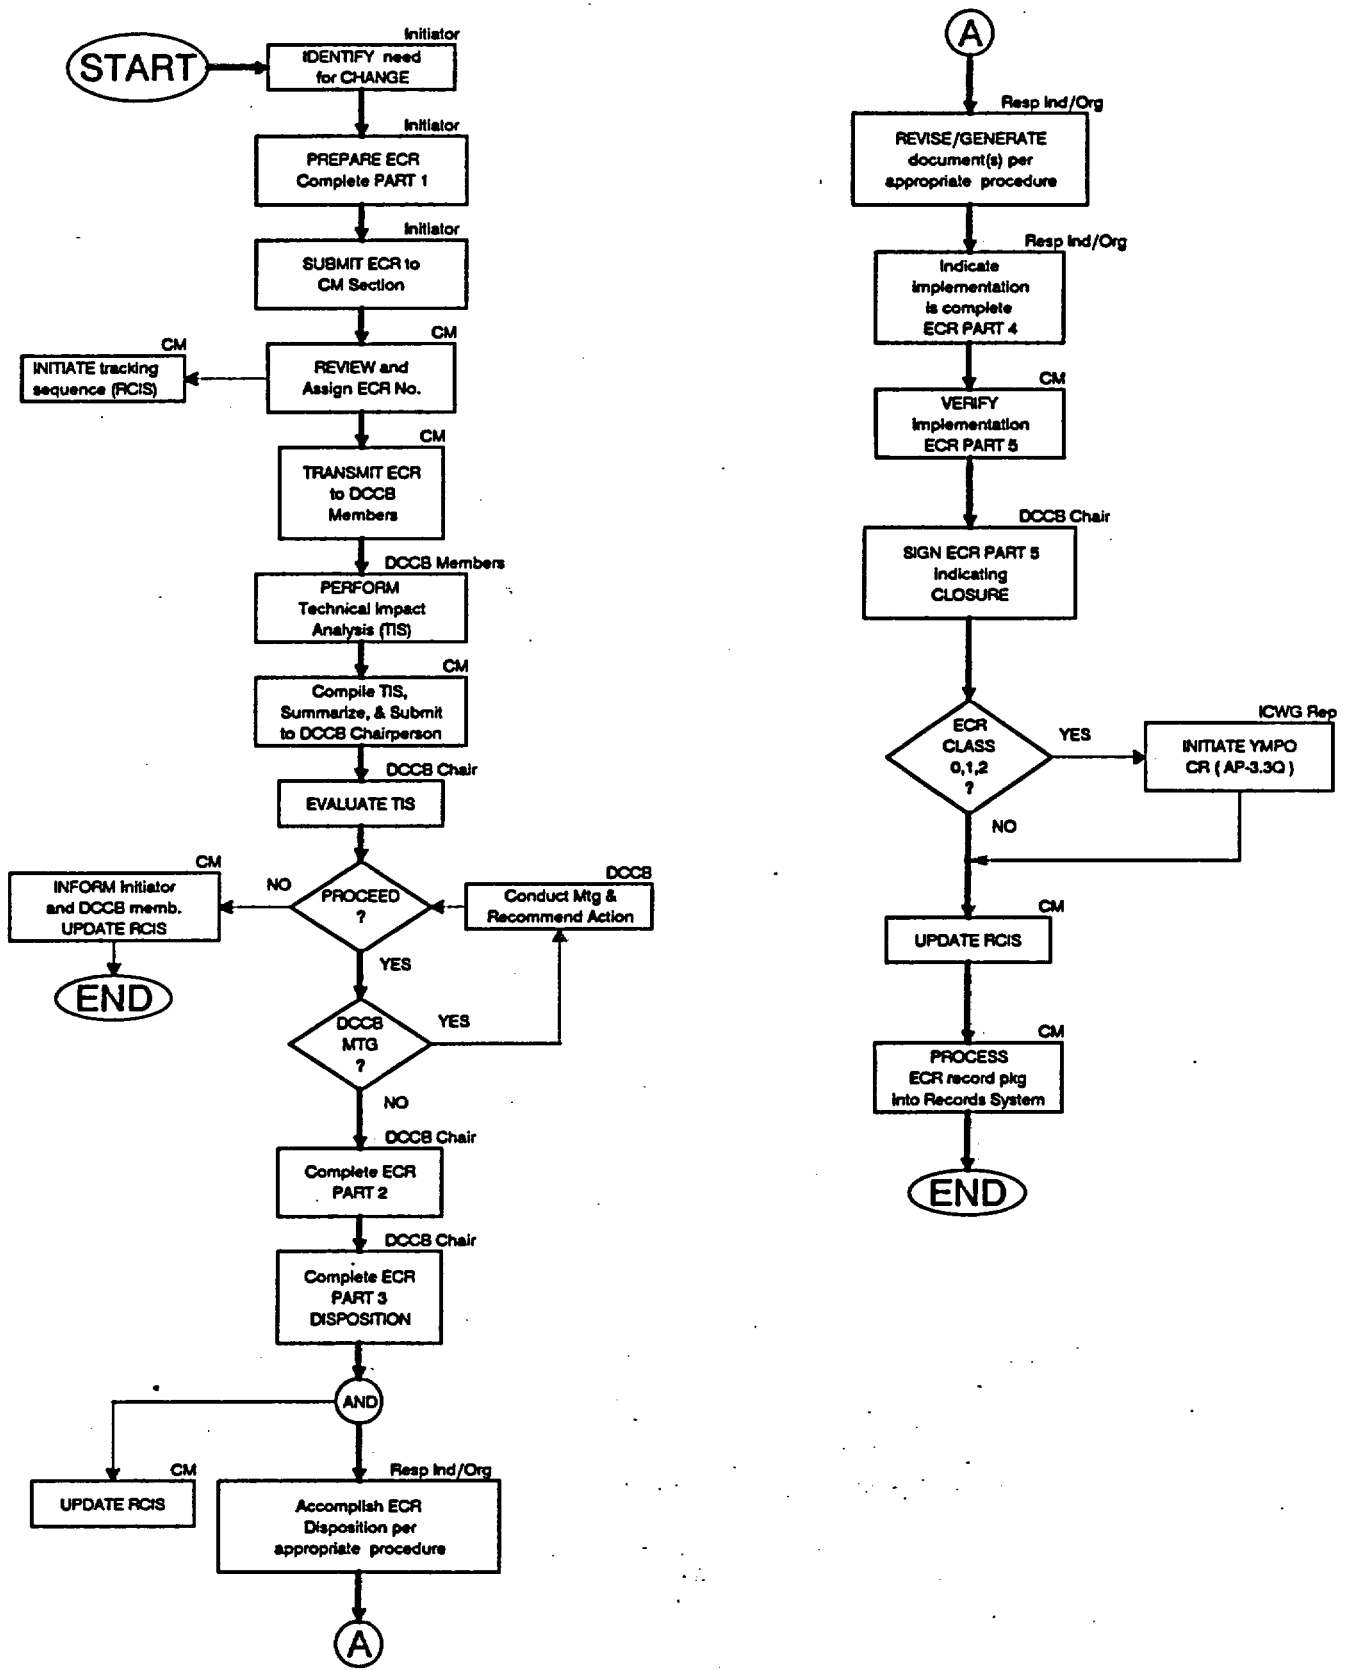 START
Initiator
IDENTIFY need
for CHANGE
Initiator
PREPARE ECR
Complete PART 1
Initiator
SUBMIT ECR to
CM Section
CM
REVIEW and
Assign ECR No.
CM
INITIATE tracking
sequence (RCIS)
CM
TRANSMIT ECR
to DCCB
Members
DCCB Members
PERFORM
Technical Impact
Analysis (TIS)
CM
Compile TIS,
Summarize, & Submit
to DCCB Chairperson
DCCB Chair
EVALUATE TIS
PROCEED
?
NO
CM
INFORM initiator
and DCCB memb.
UPDATE RCIS
END
DCCB
Conduct Mtg &
Recommend Action
YES
DCCB
MTG
?
YES
NO
DCCB Chair
Complete ECR
PART 2
DCCB Chair
Complete ECR
PART 3
DISPOSITION
AND
CM
UPDATE RCIS
Resp Ind/Org
Accomplish ECR
Disposition per
appropriate procedure
A
A
Resp Ind/Org
REVISE/GENERATE
document(s) per
appropriate procedure
Resp Ind/Org
Indicate
implementation
is complete
ECR PART 4
CM
VERIFY
implementation
ECR PART 5
DCCB Chair
SIGN ECR PART 5
indicating
CLOSURE
ECR
CLASS
0,1,2
?
YES
ICWG Rep
INITIATE YMPO
CR ( AP-3.3Q )
NO
CM
UPDATE RCIS
CM
PROCESS
ECR record pkg
into Records System
END